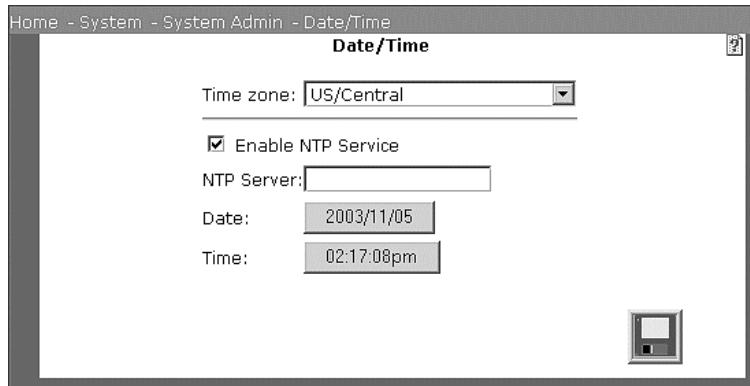 Home - System - System Admin - Date/Time
Date/Time
Time zone: US/Central
Enable NTP Service
NTP Server:
Date: 2003/11/05
Time: 02:17:08pm